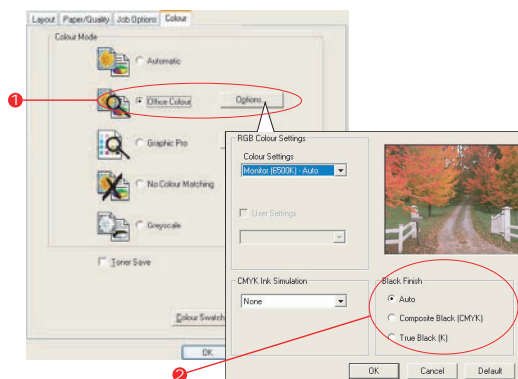 Layout Paper/Quality Job Options Colour
Colour Mode
Automatic
1
Office Colour Options...
Graphic Pro
No Colour Matching
Greyscale
Toner Save
Colour Swatch
OK
RGB Colour Settings
Colour Settings
Monitor (6500K) - Auto
User Settings
CMYK Ink Simulation
None
Black Finish
Auto
Composite Black (CMYK)
True Black (K)
2
OK Cancel Default